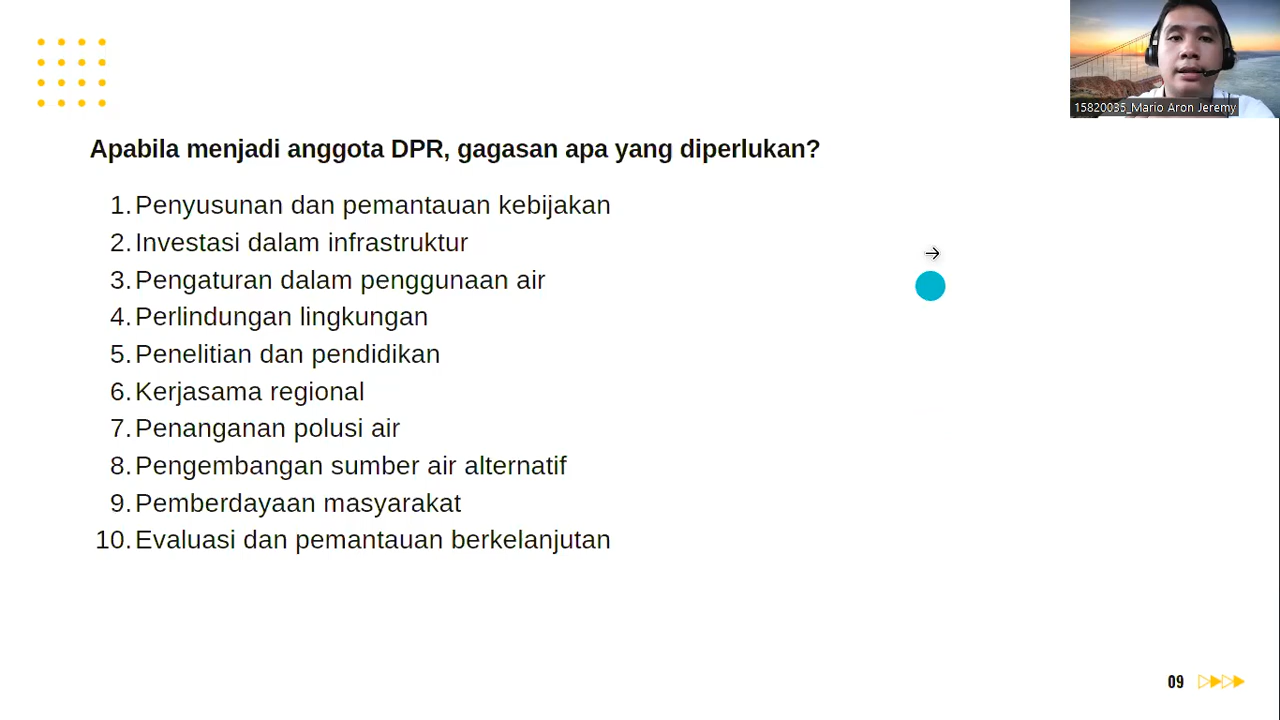 15820035_Mario Aron Jeremy
Apabila menjadi anggota DPR, gagasan apa yang diperlukan?
1. Penyusunan dan pemantauan kebijakan
2. Investasi dalam infrastruktur
3. Pengaturan dalam penggunaan air
4. Perlindungan lingkungan
5. Penelitian dan pendidikan
6. Kerjasama regional
7. Penanganan polusi air
8. Pengembangan sumber air alternatif
9. Pemberdayaan masyarakat
10. Evaluasi dan pemantauan berkelanjutan
09